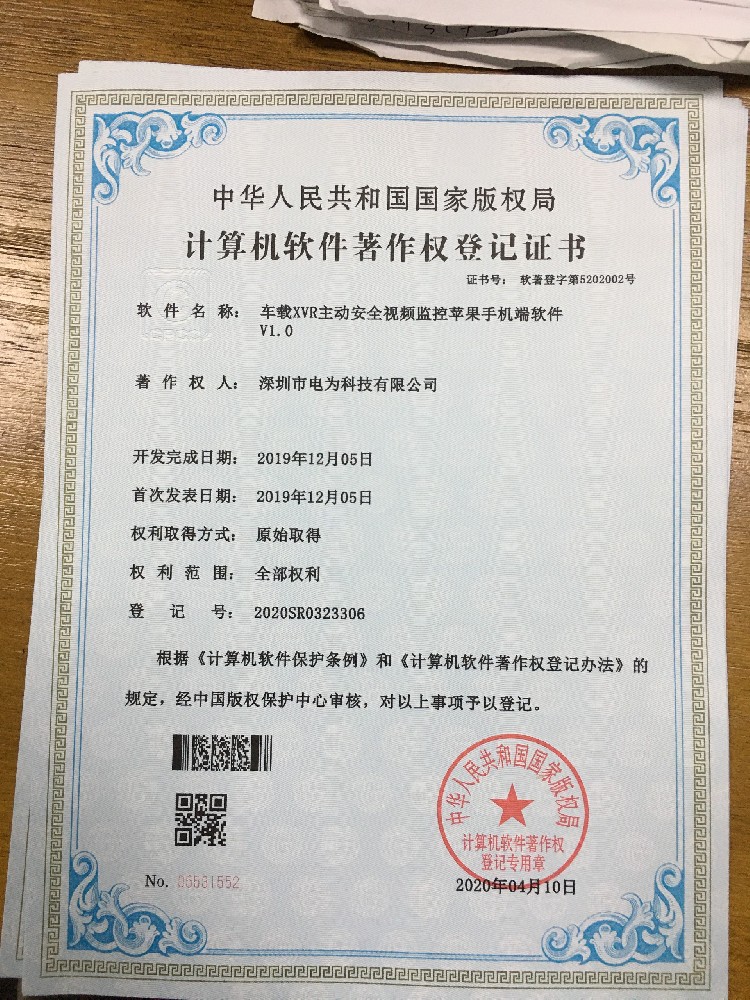 中华人民共和国国家版权局
计算机软件著作权登记证书
证书号： 软著登字第5202002号
软件名称： 车载XVR主动安全视频监控苹果手机端软件
V1.0
著作权人： 深圳市电为科技有限公司
开发完成日期： 2019年12月05日
首次发表日期： 2019年12月05日
权利取得方式： 原始取得
权利范围： 全部权利
登记号： 2020SR0323306
根据《计算机软件保护条例》和《计算机软件著作权登记办法》的
规定，经中国版权保护中心审核，对以上事项予以登记。
中华人民共和国国家版权局
计算机软件著作权
登记专用章
No. 06581552
2020年04月10日